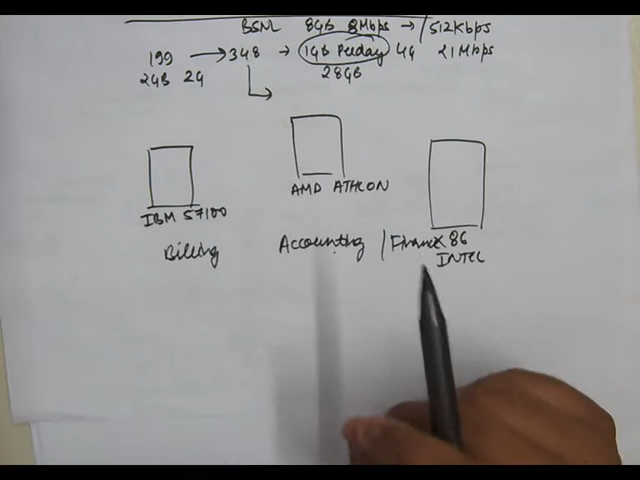 BSNL 8GB 8Mbps → / 512Kbps
199 → 348 → 1GB Perday 4G 21Mbps
2GB 2G 28GB
AMD ATHLON
IBM S7100
X86
INTEL
Billing Accounting / Finance